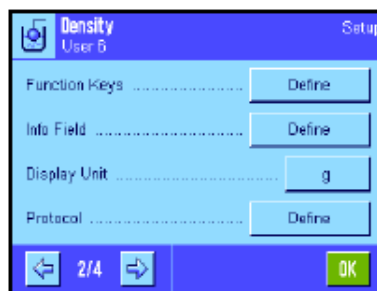 Density
Setup
User 6
Function Keys ........................ Define
Info Field ................................ Define
Display Unit ............................... g
Protocol ................................. Define
2/4
OK